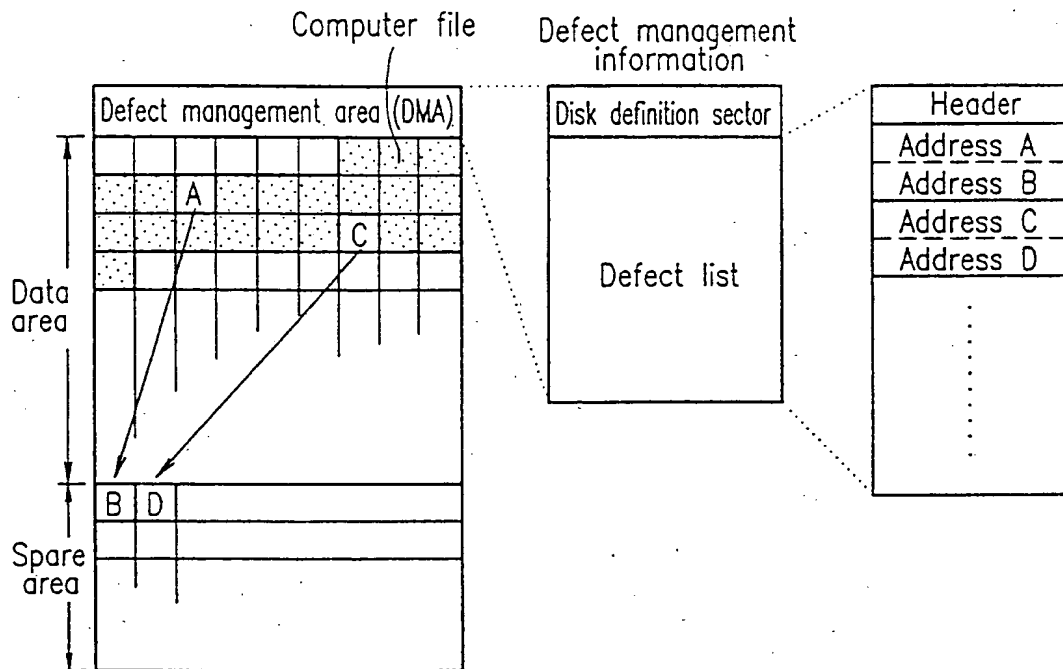 Computer file
Defect management
information
Defect management area (DMA)
Disk definition sector
Header
Address A
Address B
Address C
Address D
A
C
Defect list
Data
area
B D
Spare
area